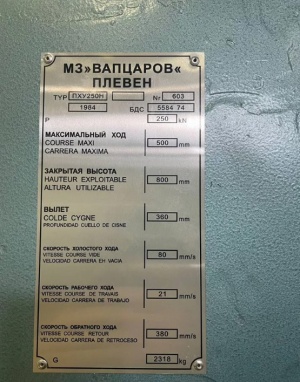 МЗ»ВАПЦАРОВ«
ПЛЕВЕН
ТУР ПХУ250Н Nr 603
1984 БДС 5584 74
P 250 kN
МАКСИМАЛЬНЫЙ ХОД
COURSE MAXI 500 mm
CARRERA MAXIMA
ЗАКРЫТАЯ ВЫСОТА
HAUTEUR EXPLOITABLE 800 mm
ALTURA UTILIZABLE
ВЫЛЕТ
COLDE CYGNE 360 mm
PROFUNDIDAD CUELLO DE CISNE
СКОРОСТЬ ХОЛОСТОГО ХОДА
VITESSE COURSE VIDE 80 mm/s
VELOCIDAD CARRERA EH VACIA
СКОРОСТЬ РАБОЧЕГО ХОДА
VITESSE COURSE DE TRAVAIS 21 mm/s
VELOCIDAD CARRERA DE TRABAJO
СКОРОСТЬ ОБРАТНОГО ХОДА
VITESSE COURSE RETOUR 380 mm/s
VELOCIDAD CARRERA DE RETROCESO
G 2318 kg